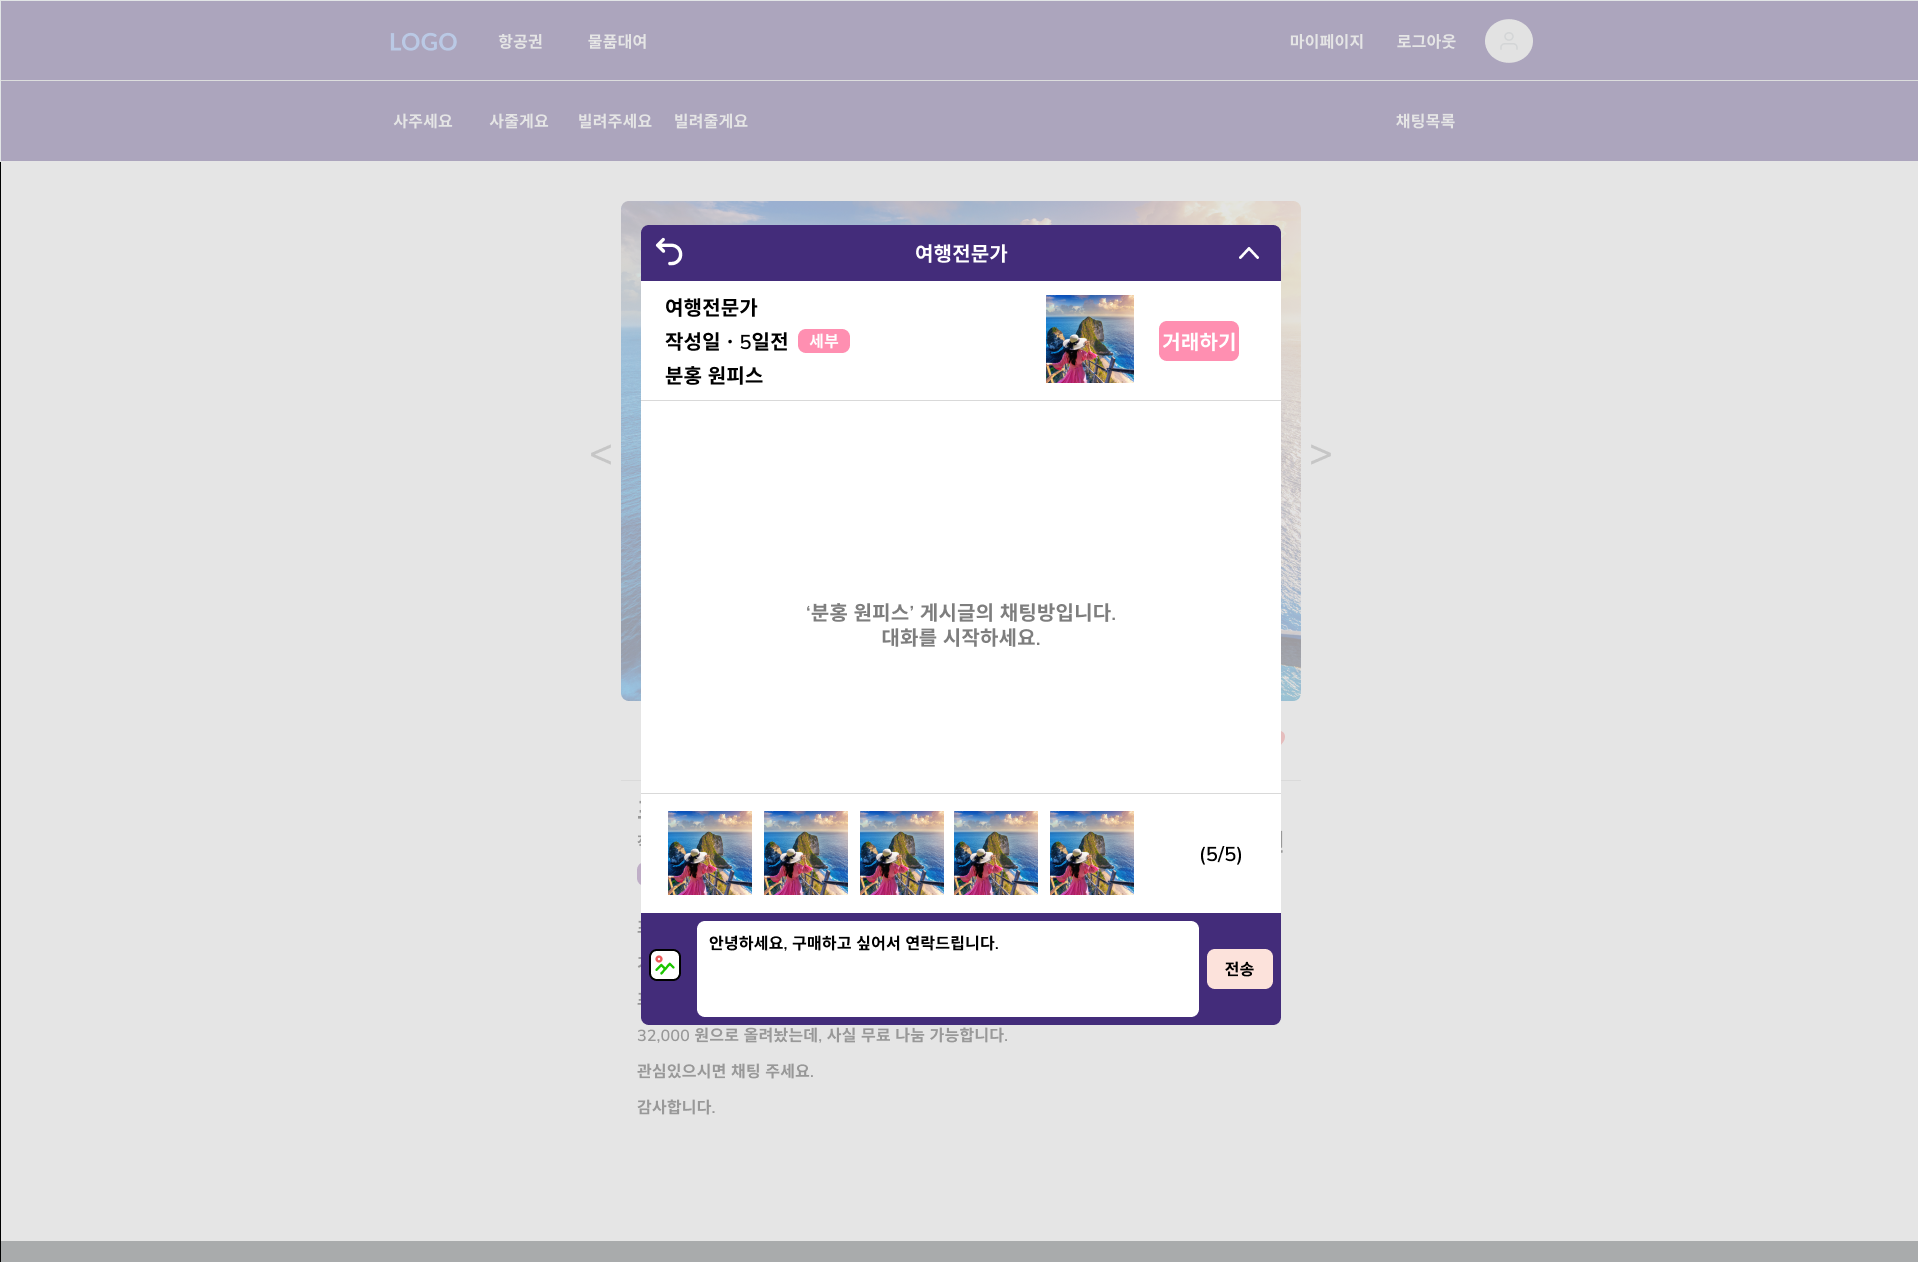 LOGO 항공권 물품대여 마이페이지 로그아웃
사주세요 사줄게요 빌려주세요 빌려줄게요 채팅목록
여행전문가
여행전문가
작성일 · 5일전 세부
분홍 원피스
거래하기
< >
‘분홍 원피스’ 게시글의 채팅방입니다.
대화를 시작하세요.
(5/5)
안녕하세요, 구매하고 싶어서 연락드립니다.
전송
32,000 원으로 올려놨는데, 사실 무료 나눔 가능합니다.
관심있으시면 채팅 주세요.
감사합니다.